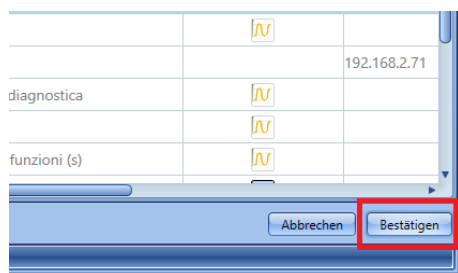 192.168.2.71
diagnostica
funzioni (s)
Abbrechen Bestätigen